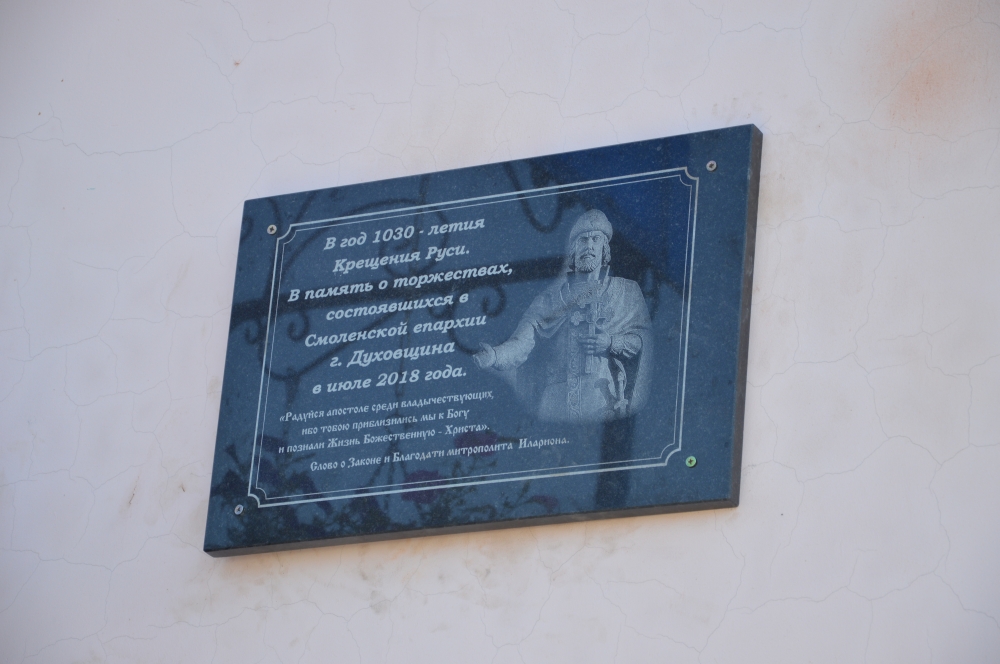 В год 1030 - летия
Крещения Руси.
В память о торжествах,
состоявшихся в
Смоленской епархии
г. Духовщина
в июле 2018 года.
«Радуйся апостоле среди владычествующих,
ибо тобою приблизились мы к Богу
и познали Жизнь Божественную - Христа».
Слово о Законе и Благодати митрополита Илариона.